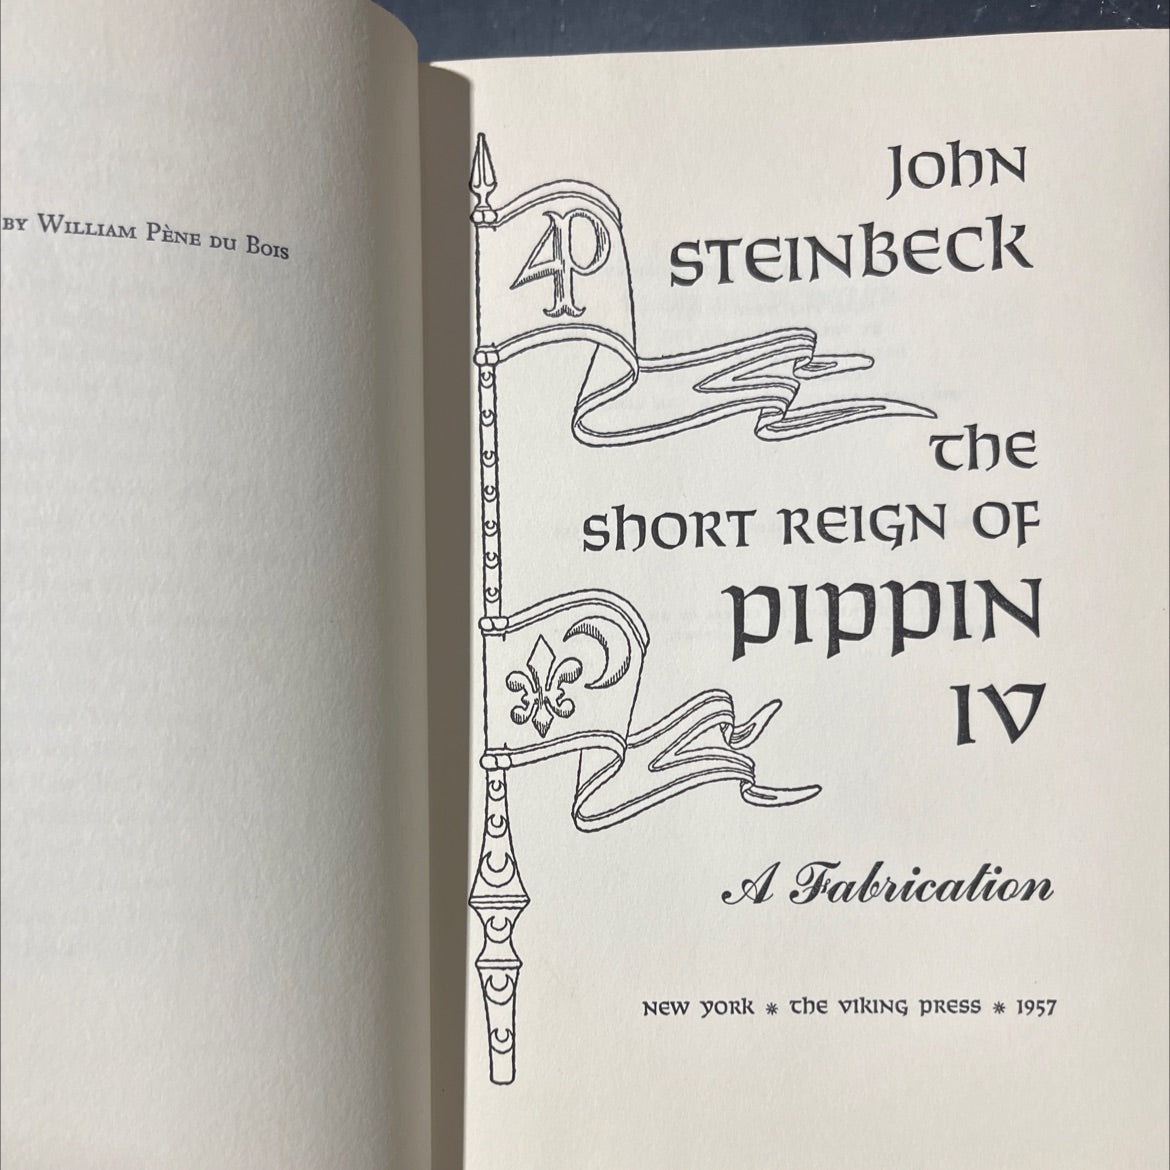 BY WILLIAM PÈNE DU BOIS
4P
JOHN
STEINBECK
THE
SHORT REIGN OF
PIPPIN
IV
A Fabrication
NEW YORK * THE VIKING PRESS * 1957